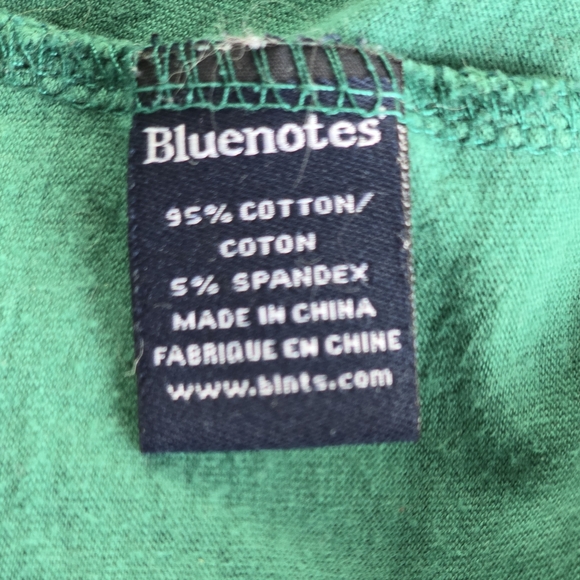 Bluenotes
95% COTTON/
COTON
5% SPANDEX
MADE IN CHINA
FABRIQUE EN CHINE
www.blnts.com